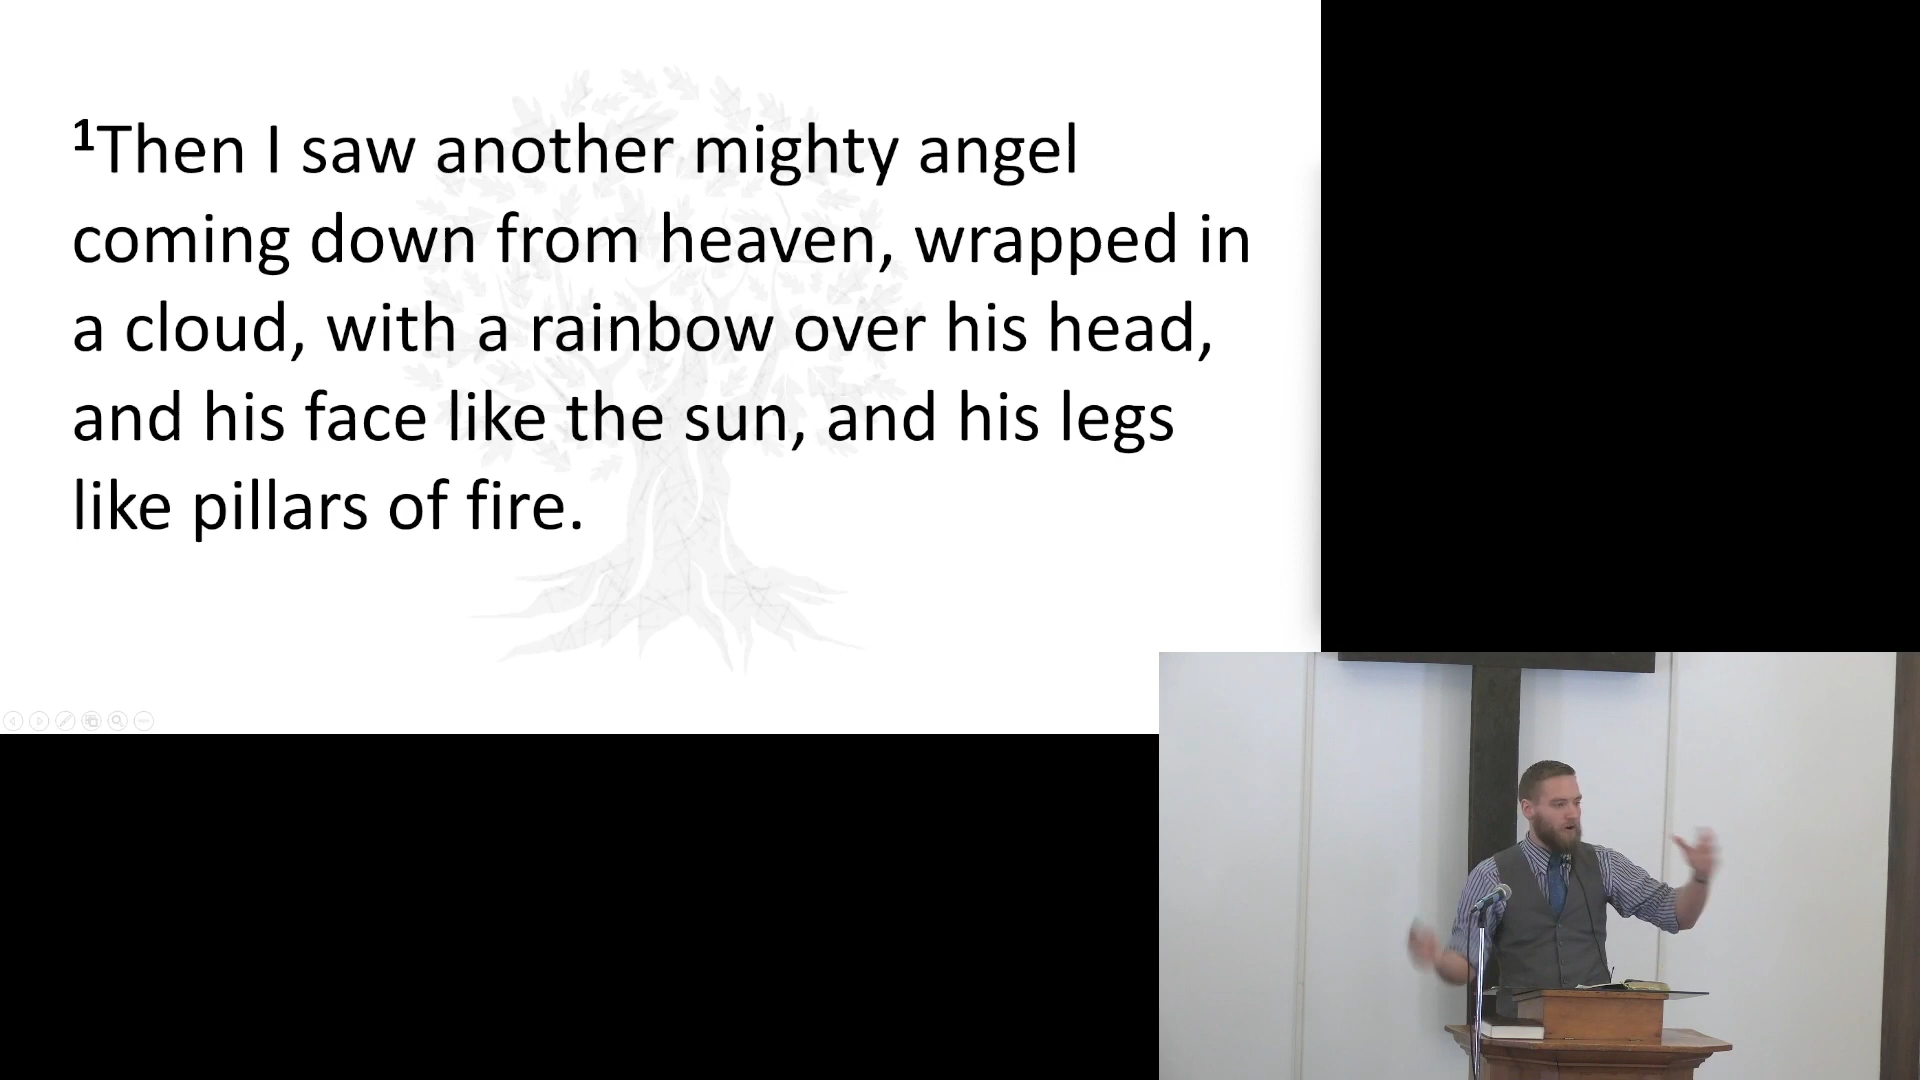 ¹Then I saw another mighty angel
coming down from heaven, wrapped in
a cloud, with a rainbow over his head,
and his face like the sun, and his legs
like pillars of fire.